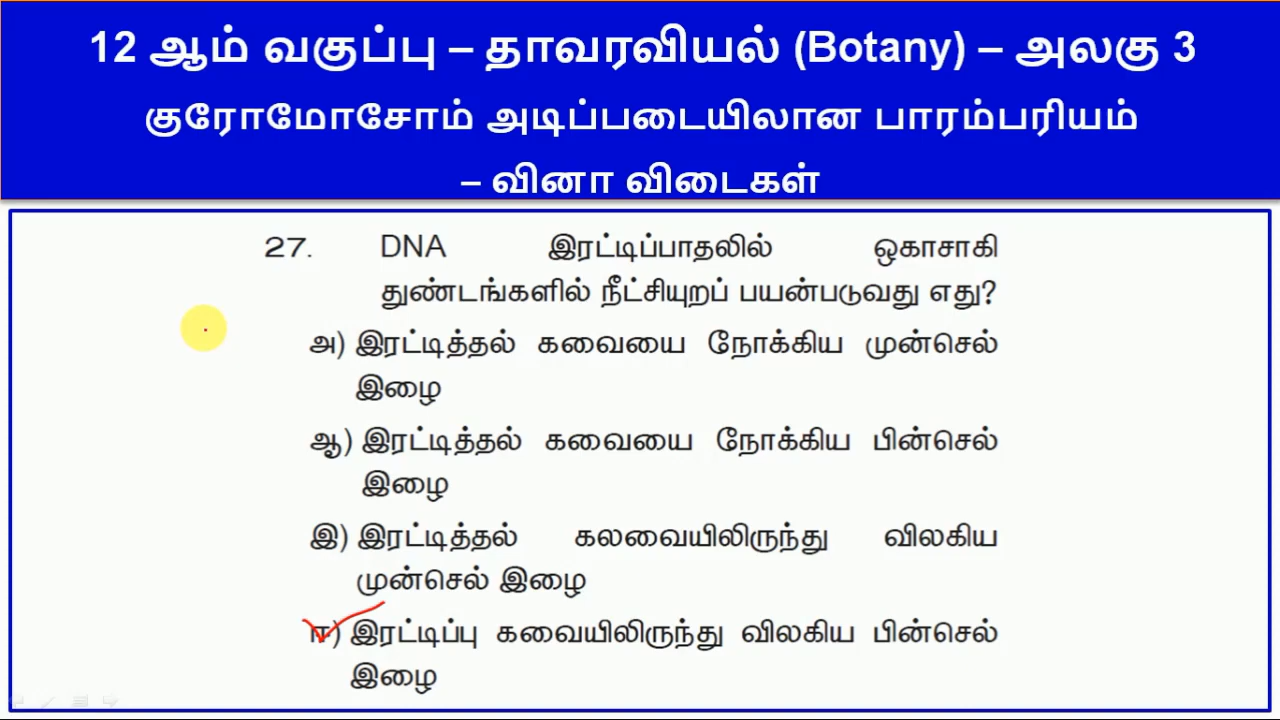 12 ஆம் வகுப்பு – தாவரவியல் (Botany) – அலகு 3
குரோமோசோம் அடிப்படையிலான பாரம்பரியம்
– வினா விடைகள்
27. DNA இரட்டிப்பாதலில் ஒகாசாகி
துண்டங்களில் நீட்சியுறப் பயன்படுவது எது?
அ) இரட்டித்தல் கவையை நோக்கிய முன்செல்
இழை
ஆ) இரட்டித்தல் கவையை நோக்கிய பின்செல்
இழை
இ) இரட்டித்தல் கலவையிலிருந்து விலகிய
முன்செல் இழை
ஈ) இரட்டிப்பு கவையிலிருந்து விலகிய பின்செல்
இழை